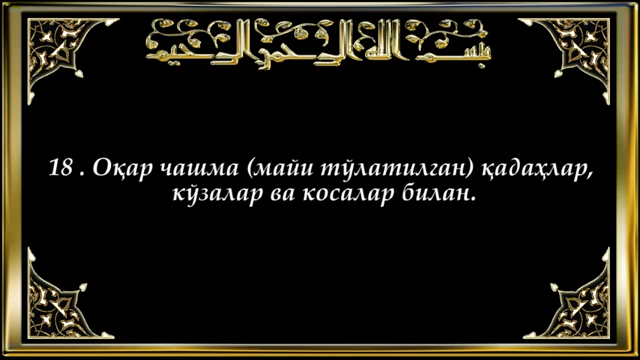 بسم الله الرحمن الرحيم
18 . Оқар чашма (майи тўлатилган) қадаҳлар,
кўзалар ва косалар билан.